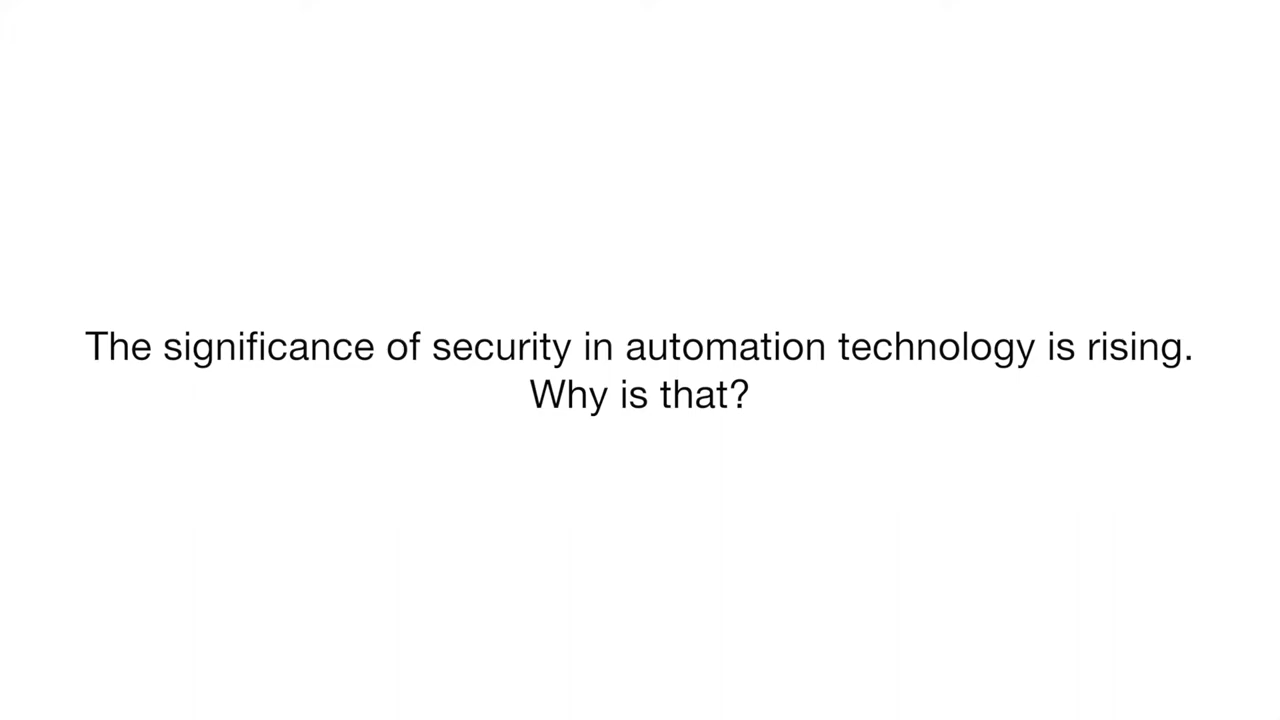 The significance of security in automation technology is rising.
Why is that?